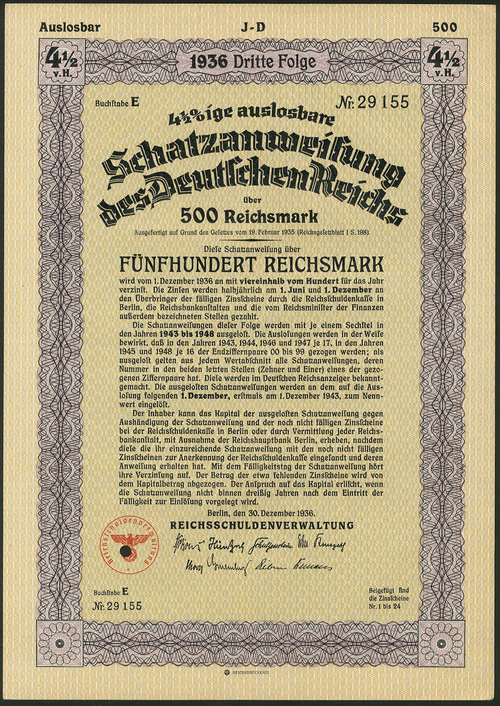 Auslosbar J-D 500
4½ v.H. 1936 Dritte Folge 4½ v.H.
Buchstabe E Nr. 29155
4½%ige auslosbare
Schatzanweisung
des Deutschen Reichs
über
500 Reichsmark
Ausgefertigt auf Grund des Gesetzes vom 19. Februar 1935 (Reichsgesetzblatt I S. 198).
Diese Schatzanweisung über
FÜNFHUNDERT REICHSMARK
wird vom 1. Dezember 1936 an mit viereinhalb vom Hundert für das Jahr
verzinst. Die Zinsen werden halbjährlich am 1. Juni und 1. Dezember an
den Überbringer der fälligen Zinsscheine durch die Reichsschuldenkasse in
Berlin, die Reichsbankanstalten und die vom Reichsminister der Finanzen
außerdem bezeichneten Stellen gezahlt.
Die Schatzanweisungen dieser Folge werden mit je einem Sechstel in
den Jahren 1943 bis 1948 ausgelost. Die Auslosungen werden in der Weise
bewirkt, daß in den Jahren 1943, 1944, 1946 und 1947 je 17, in den Jahren
1945 und 1948 je 16 der Endziffernpaare 00 bis 99 gezogen werden; als
ausgelost gelten aus jedem Wertabschnitt alle Schatzanweisungen, deren
Nummer in den beiden letzten Stellen (Zehner und Einer) eines der gezo-
genen Ziffernpaare hat. Diese werden im Deutschen Reichsanzeiger bekannt-
gemacht. Die ausgelosten Schatzanweisungen werden an dem auf die Aus-
losung folgenden 1. Dezember, erstmals am 1. Dezember 1943, zum Nenn-
wert eingelöst.
Der Inhaber kann das Kapital der ausgelosten Schatzanweisung gegen
Aushändigung der Schatzanweisung und der noch nicht fälligen Zinsscheine
bei der Reichsschuldenkasse in Berlin oder durch Vermittlung jeder Reichs-
bankanstalt, mit Ausnahme der Reichshauptbank Berlin, erheben, nachdem
diese die ihr einzureichende Schatzanweisung mit den noch nicht fälligen
Zinsscheinen zur Anerkennung der Reichsschuldenkasse eingesandt und deren
Anweisung erhalten hat. Mit dem Fälligkeitstag der Schatzanweisung hört
ihre Verzinsung auf. Der Betrag der etwa fehlenden Zinsscheine wird von
dem Kapitalbetrag abgezogen. Der Anspruch auf das Kapital erlischt, wenn
die Schatzanweisung nicht binnen dreißig Jahren nach dem Eintritt der
Fälligkeit zur Einlösung vorgelegt wird.
Berlin, den 30. Dezember 1936.
REICHSSCHULDENVERWALTUNG
Reichsschuldenverwaltung
Buchstabe E
Nr. 29155
Beigefügt sind
die Zinsscheine
Nr. 1 bis 24
REICHSDRUCKEREI